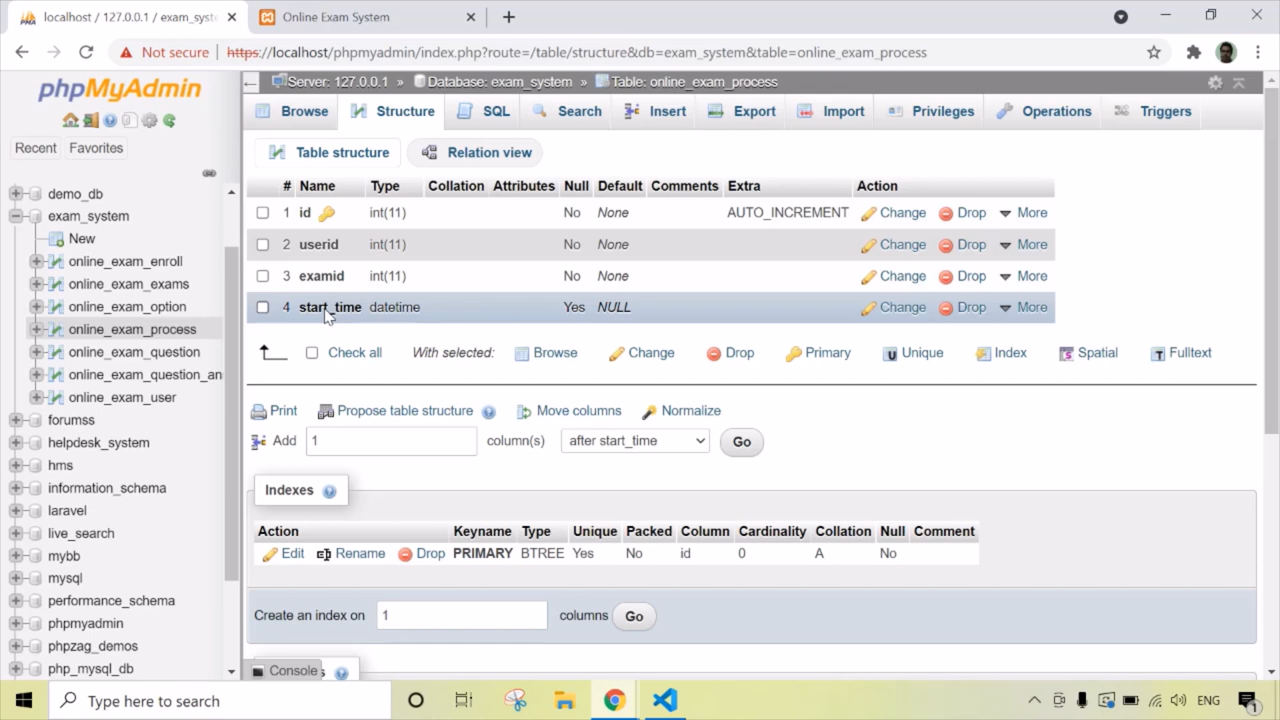 localhost / 127.0.0.1 / exam_syst
Online Exam System
Not secure https://localhost/phpmyadmin/index.php?route=/table/structure&db=exam_system&table=online_exam_process
phpMyAdmin
Server: 127.0.0.1 » Database: exam_system » Table: online_exam_process
Browse Structure SQL Search Insert Export Import Privileges Operations Triggers
Recent Favorites
Table structure Relation view
# Name Type Collation Attributes Null Default Comments Extra Action
1 id int(11) No None AUTO_INCREMENT Change Drop More
2 userid int(11) No None Change Drop More
3 examid int(11) No None Change Drop More
4 start_time datetime Yes NULL Change Drop More
Check all With selected: Browse Change Drop Primary Unique Index Spatial Fulltext
Print Propose table structure Move columns Normalize
Add 1 column(s) after start_time Go
Indexes
Action Keyname Type Unique Packed Column Cardinality Collation Null Comment
Edit Rename Drop PRIMARY BTREE Yes No id 0 A No
Create an index on 1 columns Go
Console
demo_db
exam_system
New
online_exam_enroll
online_exam_exams
online_exam_option
online_exam_process
online_exam_question
online_exam_question_an
online_exam_user
forumss
helpdesk_system
hms
information_schema
laravel
live_search
mybb
mysql
performance_schema
phpmyadmin
phpzag_demos
php_mysql_db
Type here to search
ENG
1